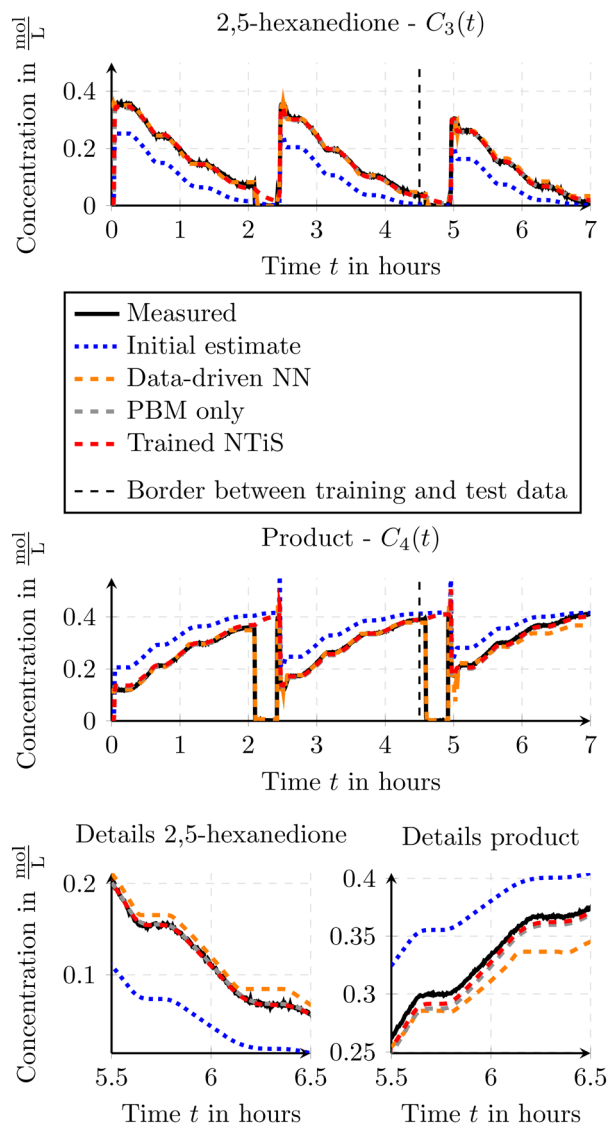 2,5-hexanedione - C₃(t)
Concentration in mol/L
0.4
0.2
0
0 1 2 3 4 5 6 7
Time t in hours
Measured
Initial estimate
Data-driven NN
PBM only
Trained NTiS
Border between training and test data
Product - C₄(t)
Concentration in mol/L
0.4
0.2
0
0 1 2 3 4 5 6 7
Time t in hours
Details 2,5-hexanedione
Concentration in mol/L
0.2
0.11
5.5 6 6.5
Time t in hours
Details product
0.4
0.35
0.3
0.25
5.5 6 6.5
Time t in hours